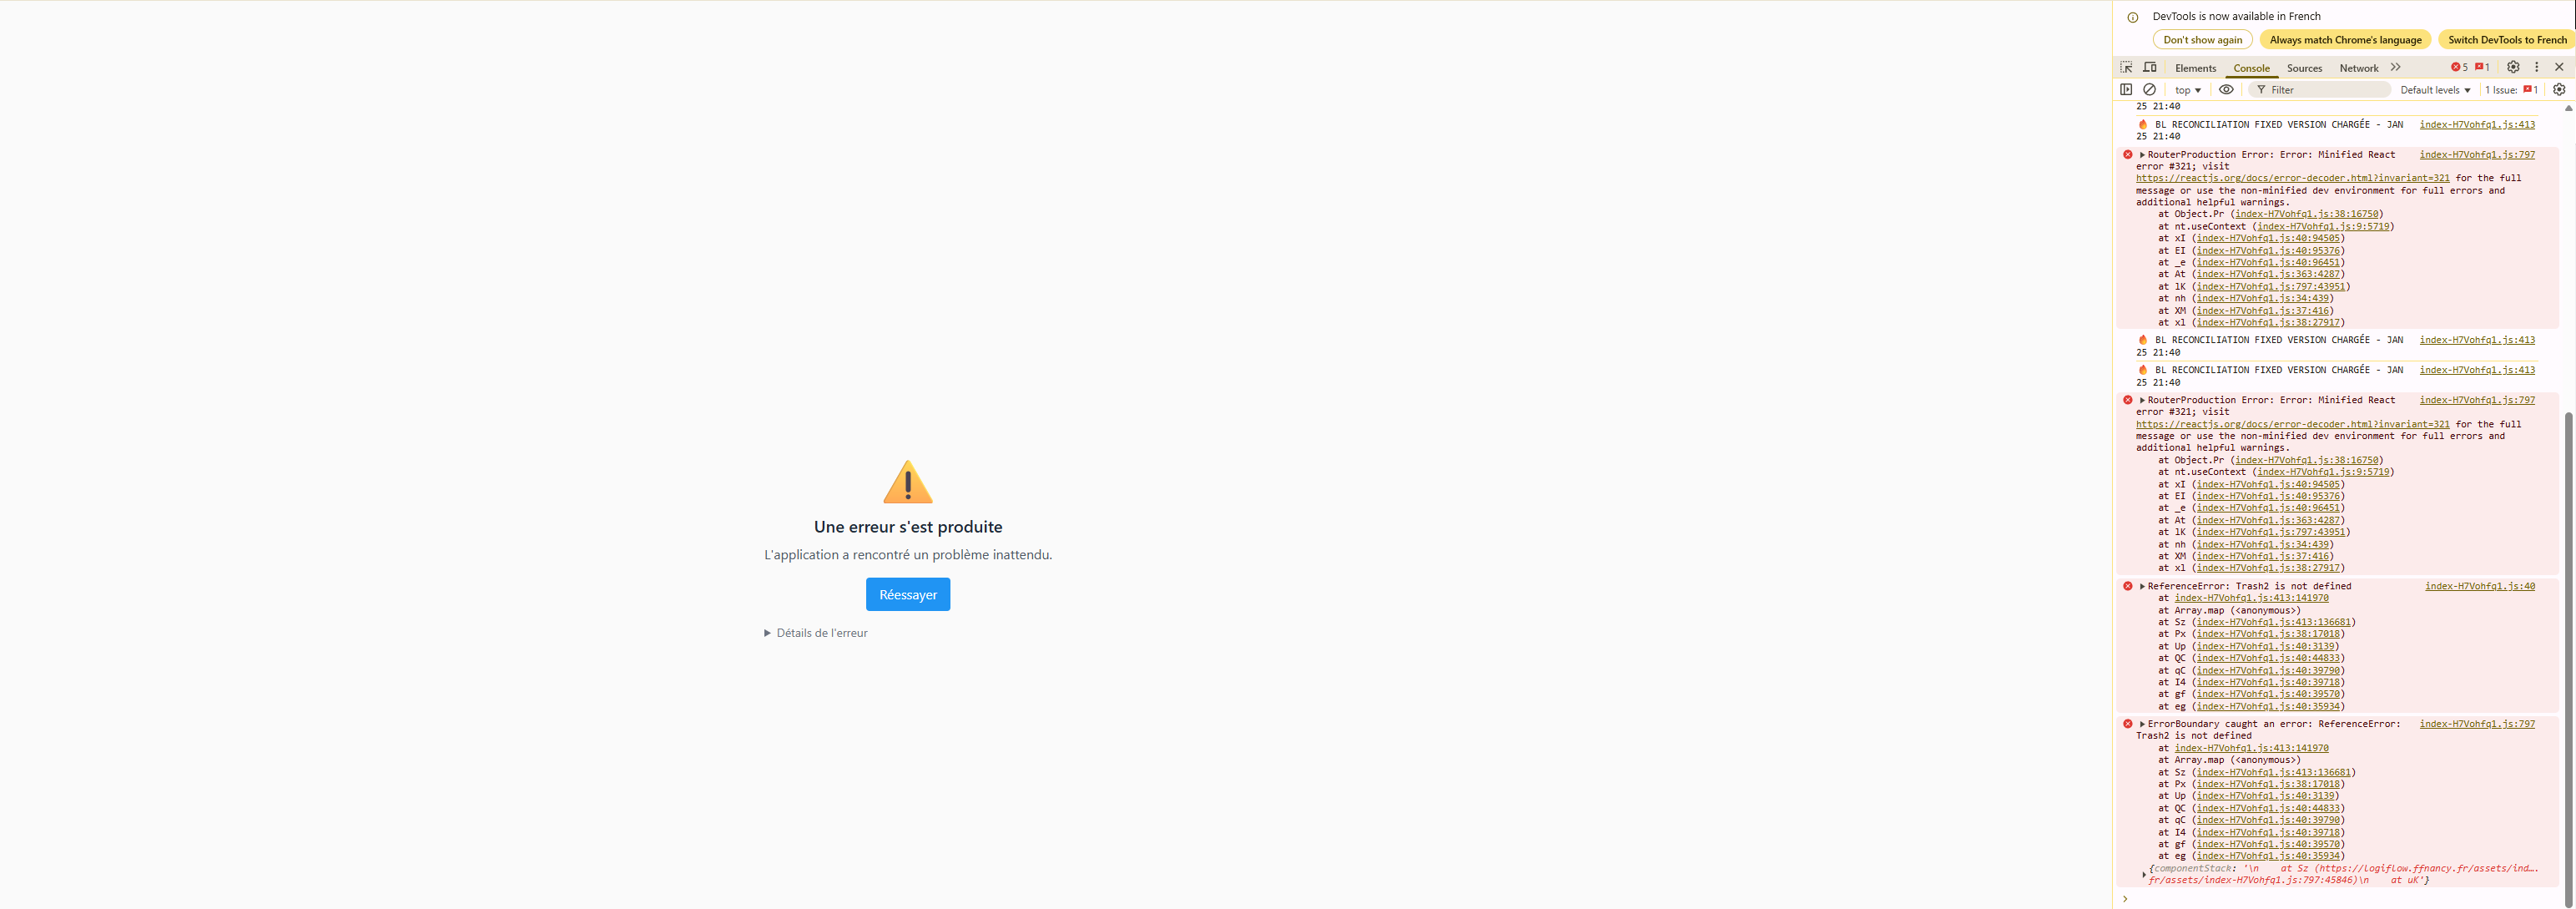 Une erreur s'est produite
L'application a rencontré un problème inattendu.
Réessayer
Détails de l'erreur
DevTools is now available in French
Don't show again
Always match Chrome's language
Switch DevTools to French
Elements
Console
Sources
Network
5
1
top
Filter
Default levels
1 Issue:
1
25 21:40
BL RECONCILIATION FIXED VERSION CHARGÉE - JAN index-H7Vohfq1.js:413
25 21:40
RouterProduction Error: Error: Minified React index-H7Vohfq1.js:797
error #321; visit
https://reactjs.org/docs/error-decoder.html?invariant=321 for the full
message or use the non-minified dev environment for full errors and
additional helpful warnings.
at Object.Pr (index-H7Vohfq1.js:38:16750)
at nt.useContext (index-H7Vohfq1.js:9:5719)
at xI (index-H7Vohfq1.js:40:94505)
at EI (index-H7Vohfq1.js:40:95376)
at _e (index-H7Vohfq1.js:40:96451)
at At (index-H7Vohfq1.js:363:4287)
at lK (index-H7Vohfq1.js:797:43951)
at nh (index-H7Vohfq1.js:34:439)
at XM (index-H7Vohfq1.js:37:416)
at xl (index-H7Vohfq1.js:38:27917)
BL RECONCILIATION FIXED VERSION CHARGÉE - JAN index-H7Vohfq1.js:413
25 21:40
BL RECONCILIATION FIXED VERSION CHARGÉE - JAN index-H7Vohfq1.js:413
25 21:40
RouterProduction Error: Error: Minified React index-H7Vohfq1.js:797
error #321; visit
https://reactjs.org/docs/error-decoder.html?invariant=321 for the full
message or use the non-minified dev environment for full errors and
additional helpful warnings.
at Object.Pr (index-H7Vohfq1.js:38:16750)
at nt.useContext (index-H7Vohfq1.js:9:5719)
at xI (index-H7Vohfq1.js:40:94505)
at EI (index-H7Vohfq1.js:40:95376)
at _e (index-H7Vohfq1.js:40:96451)
at At (index-H7Vohfq1.js:363:4287)
at lK (index-H7Vohfq1.js:797:43951)
at nh (index-H7Vohfq1.js:34:439)
at XM (index-H7Vohfq1.js:37:416)
at xl (index-H7Vohfq1.js:38:27917)
ReferenceError: Trash2 is not defined index-H7Vohfq1.js:40
at index-H7Vohfq1.js:413:141970
at Array.map (<anonymous>)
at Sz (index-H7Vohfq1.js:413:136681)
at Px (index-H7Vohfq1.js:38:17018)
at Up (index-H7Vohfq1.js:40:3139)
at QC (index-H7Vohfq1.js:40:44833)
at qC (index-H7Vohfq1.js:40:39790)
at I4 (index-H7Vohfq1.js:40:39718)
at gf (index-H7Vohfq1.js:40:39570)
at eg (index-H7Vohfq1.js:40:35934)
ErrorBoundary caught an error: ReferenceError: index-H7Vohfq1.js:797
Trash2 is not defined
at index-H7Vohfq1.js:413:141970
at Array.map (<anonymous>)
at Sz (index-H7Vohfq1.js:413:136681)
at Px (index-H7Vohfq1.js:38:17018)
at Up (index-H7Vohfq1.js:40:3139)
at QC (index-H7Vohfq1.js:40:44833)
at qC (index-H7Vohfq1.js:40:39790)
at I4 (index-H7Vohfq1.js:40:39718)
at gf (index-H7Vohfq1.js:40:39570)
at eg (index-H7Vohfq1.js:40:35934)
{componentStack: '\n    at Sz (https://logiflow.ffnancy.fr/assets/ind….
fr/assets/index-H7Vohfq1.js:797:45846)\n    at uK'}